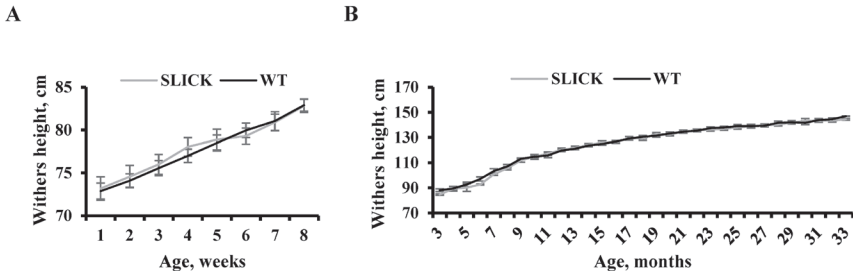 A
SLICK WT
Withers height, cm
85
80
75
70
1 2 3 4 5 6 7 8
Age, weeks
B
SLICK WT
Withers height, cm
170
150
130
110
90
70
3 5 7 9 11 13 15 17 19 21 23 25 27 29 31 33
Age, months